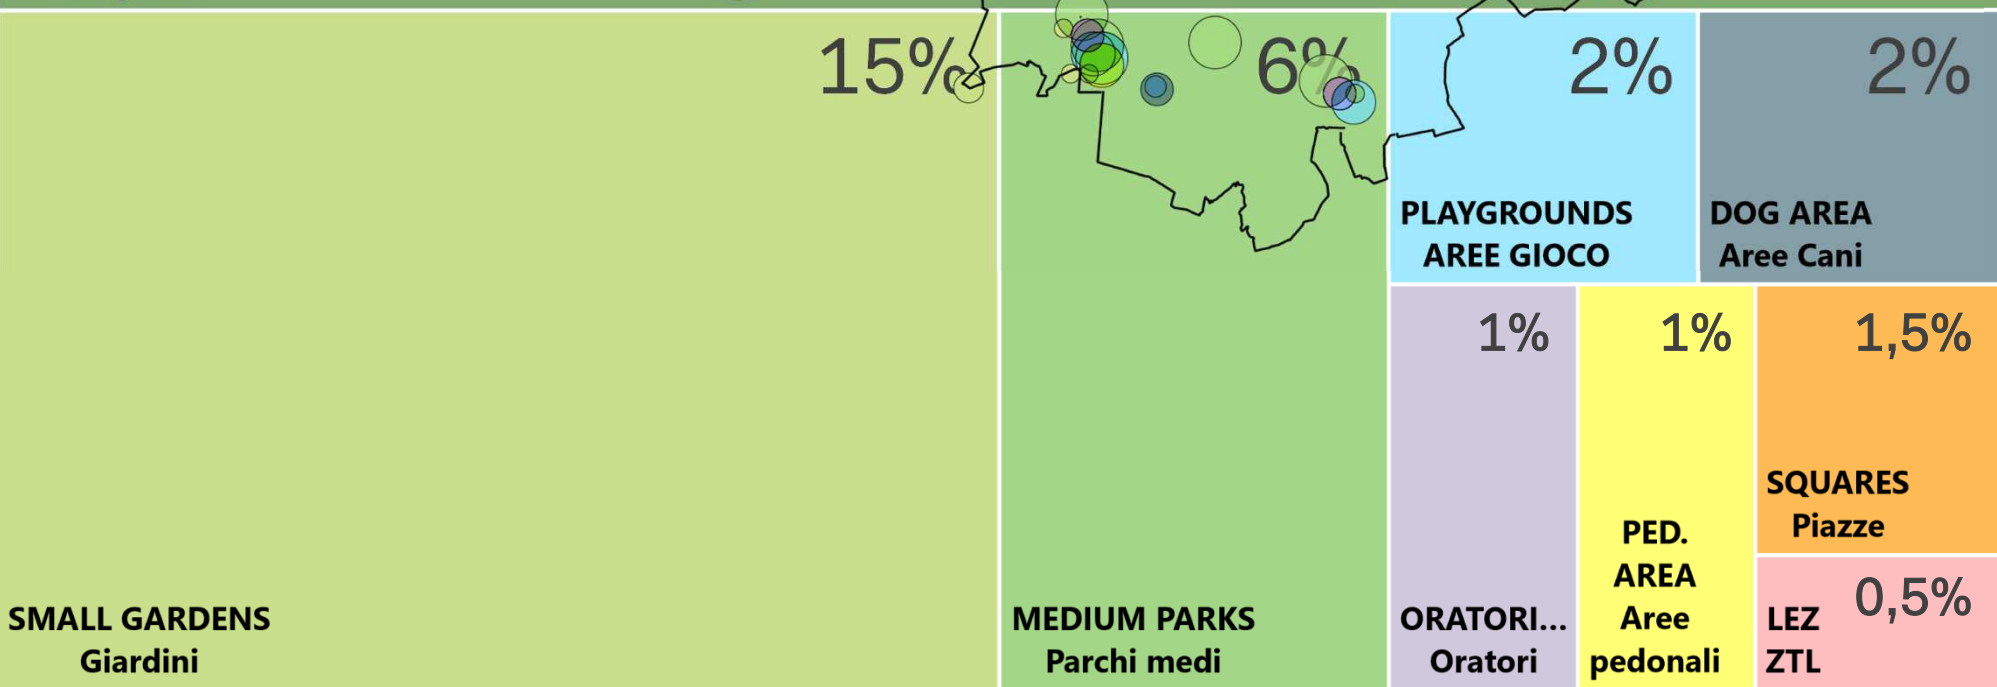 15%
SMALL GARDENS
Giardini
6%
MEDIUM PARKS
Parchi medi
2%
PLAYGROUNDS
AREE GIOCO
2%
DOG AREA
Aree Cani
1%
ORATORI...
Oratori
1%
PED.
AREA
Aree
pedonali
1,5%
SQUARES
Piazze
0,5%
LEZ
ZTL